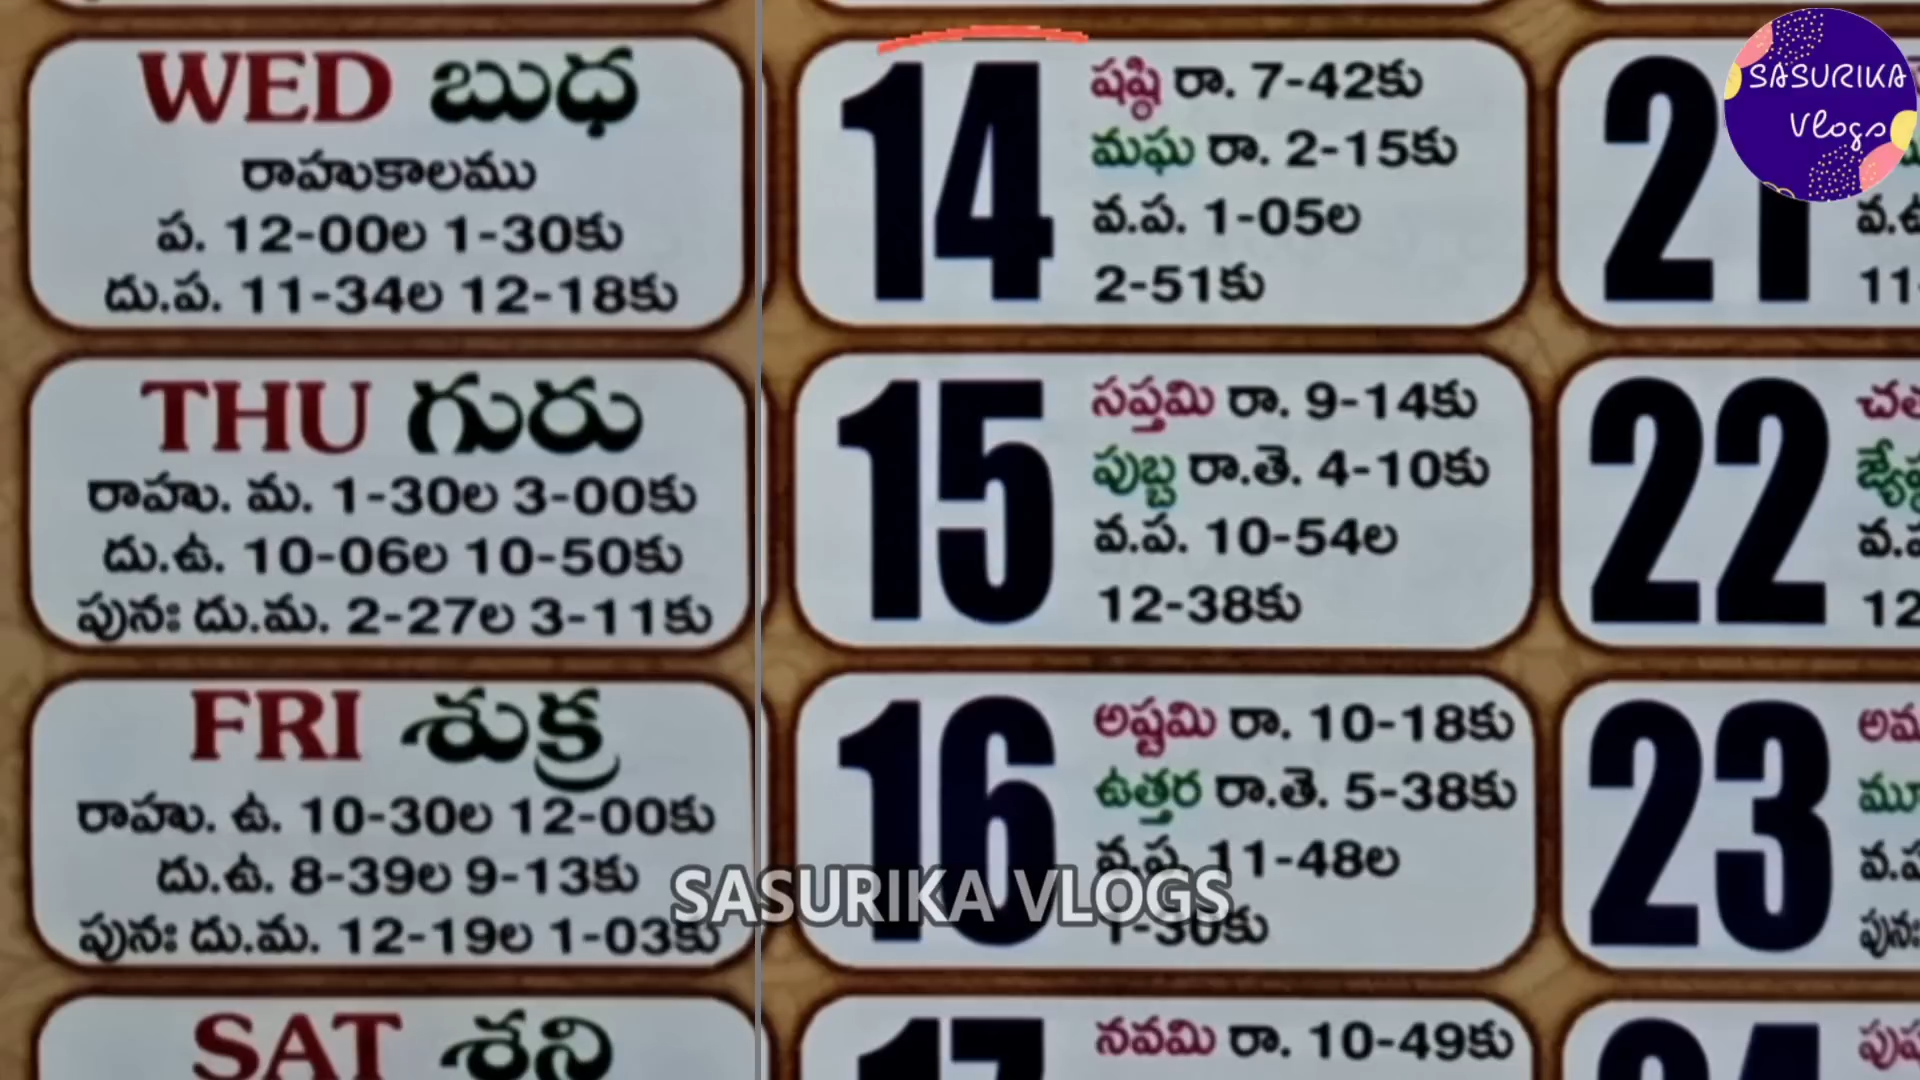 WED బుధ
రాహుకాలము
ప. 12-00ల 1-30కు
దు.ప. 11-34ల 12-18కు
THU గురు
రాహు. మ. 1-30ల 3-00కు
దు.ఉ. 10-06ల 10-50కు
పునః దు.మ. 2-27ల 3-11కు
FRI శుక్ర
రాహు. ఉ. 10-30ల 12-00కు
దు.ఉ. 8-39ల 9-13కు
పునః దు.మ. 12-19ల 1-03కు
SAT శని
14
షష్ఠి రా. 7-42కు
మఘ రా. 2-15కు
వ.ప. 1-05ల
2-51కు
15
సప్తమి రా. 9-14కు
పుబ్బ రా.తె. 4-10కు
వ.ప. 10-54ల
12-38కు
16
అష్టమి రా. 10-18కు
ఉత్తర రా.తె. 5-38కు
వ.ప. 11-48ల
1-30కు
17
నవమి రా. 10-49కు
21
11-
22
12
23
పునః
24
SASURIKA
Vlogs
SASURIKA VLOGS